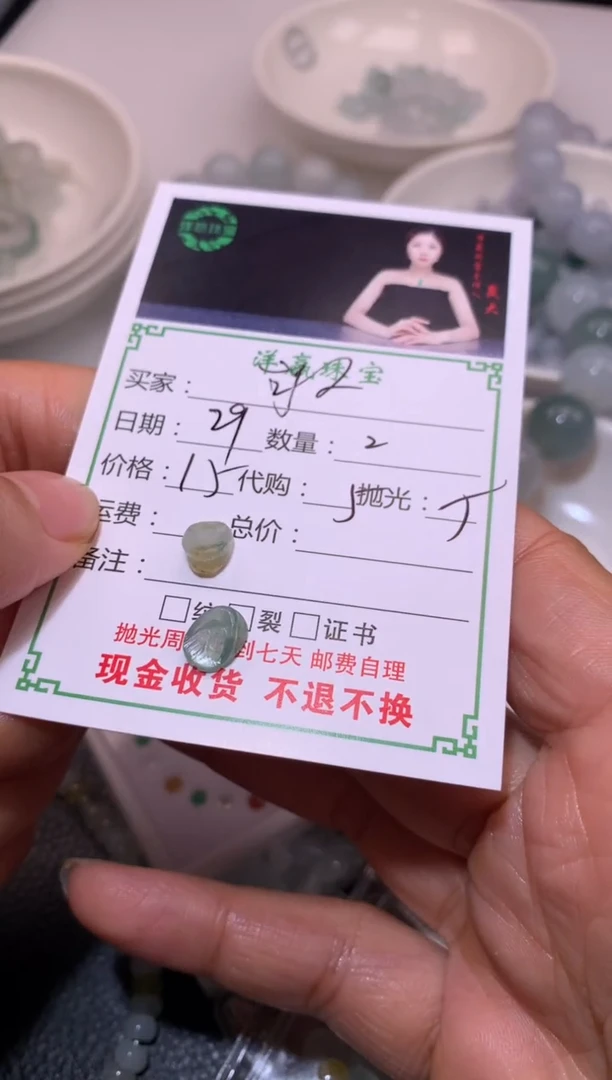 洋亮珠宝
买家：
日期：29 数量：2
价格：15 代购：5 抛光：5
运费： 总价：
备注：
裂 证书
抛光周 到七天 邮费自理
现金收货 不退不换